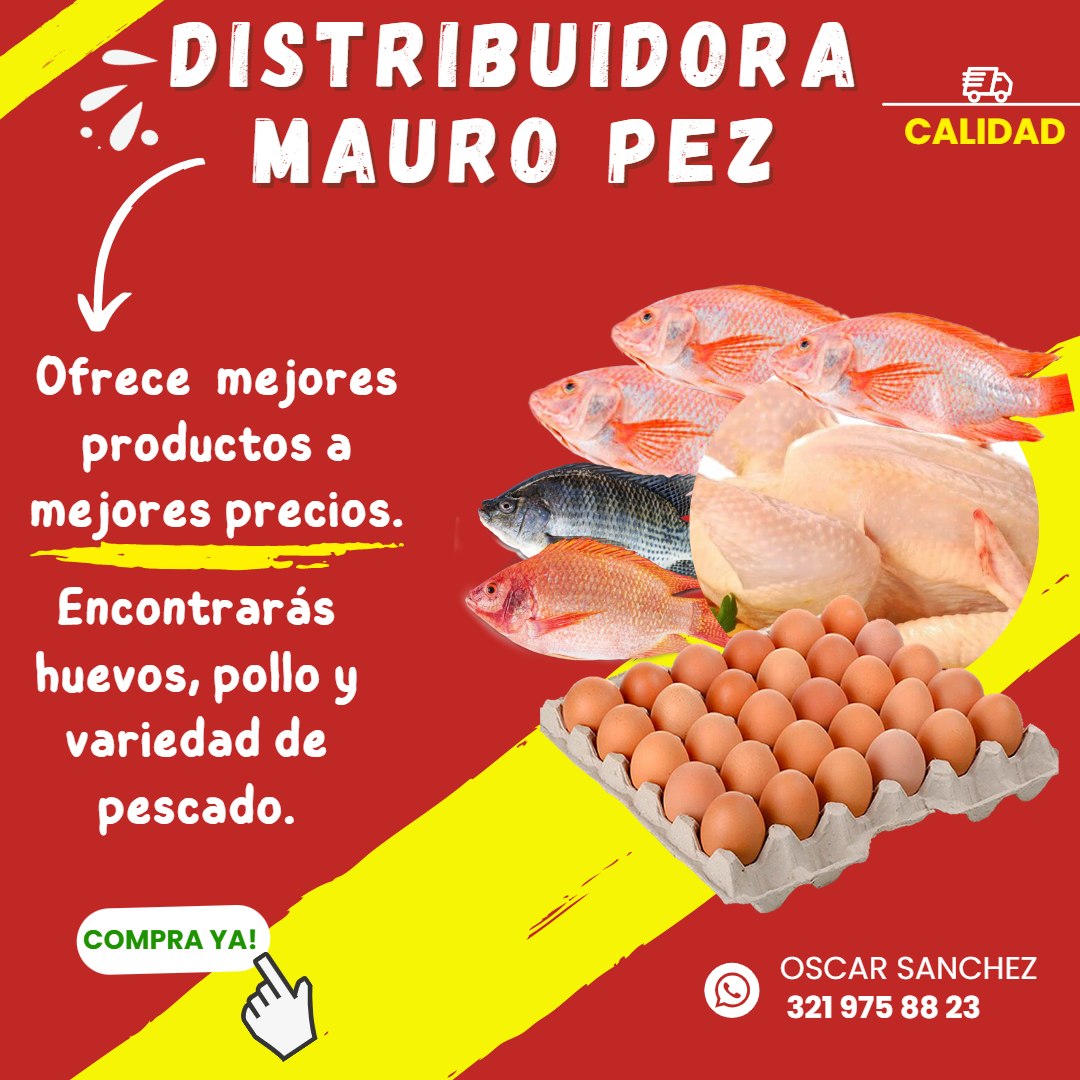 DISTRIBUIDORA
MAURO PEZ
CALIDAD
Ofrece mejores
productos a
mejores precios.
Encontrarás
huevos, pollo y
variedad de
pescado.
COMPRA YA!
OSCAR SANCHEZ
321 975 88 23